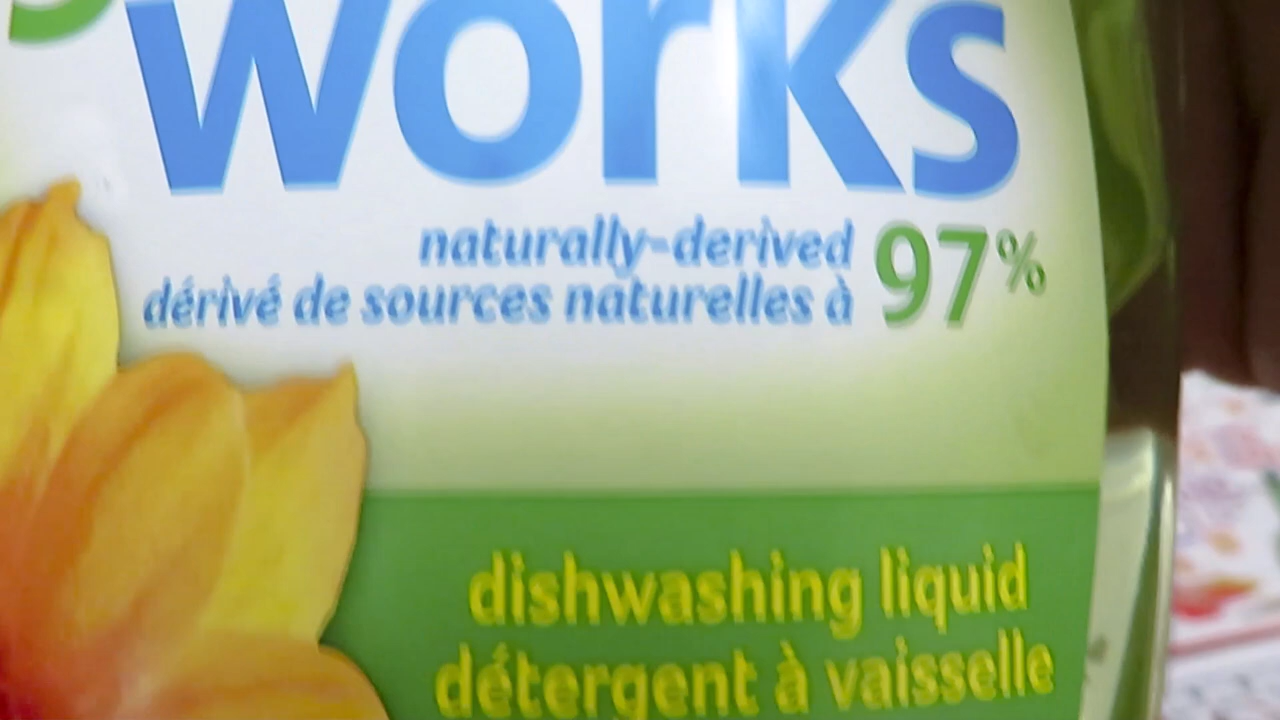 works
naturally-derived
dérivé de sources naturelles à 97%
dishwashing liquid
détergent à vaisselle